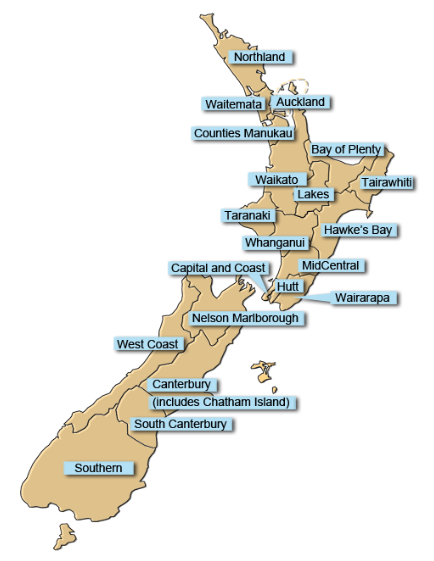 Northland
Waitemata
Auckland
Counties Manukau
Bay of Plenty
Waikato
Tairawhiti
Lakes
Taranaki
Hawke's Bay
Whanganui
MidCentral
Capital and Coast
Hutt
Wairarapa
Nelson Marlborough
West Coast
Canterbury
(includes Chatham Island)
South Canterbury
Southern